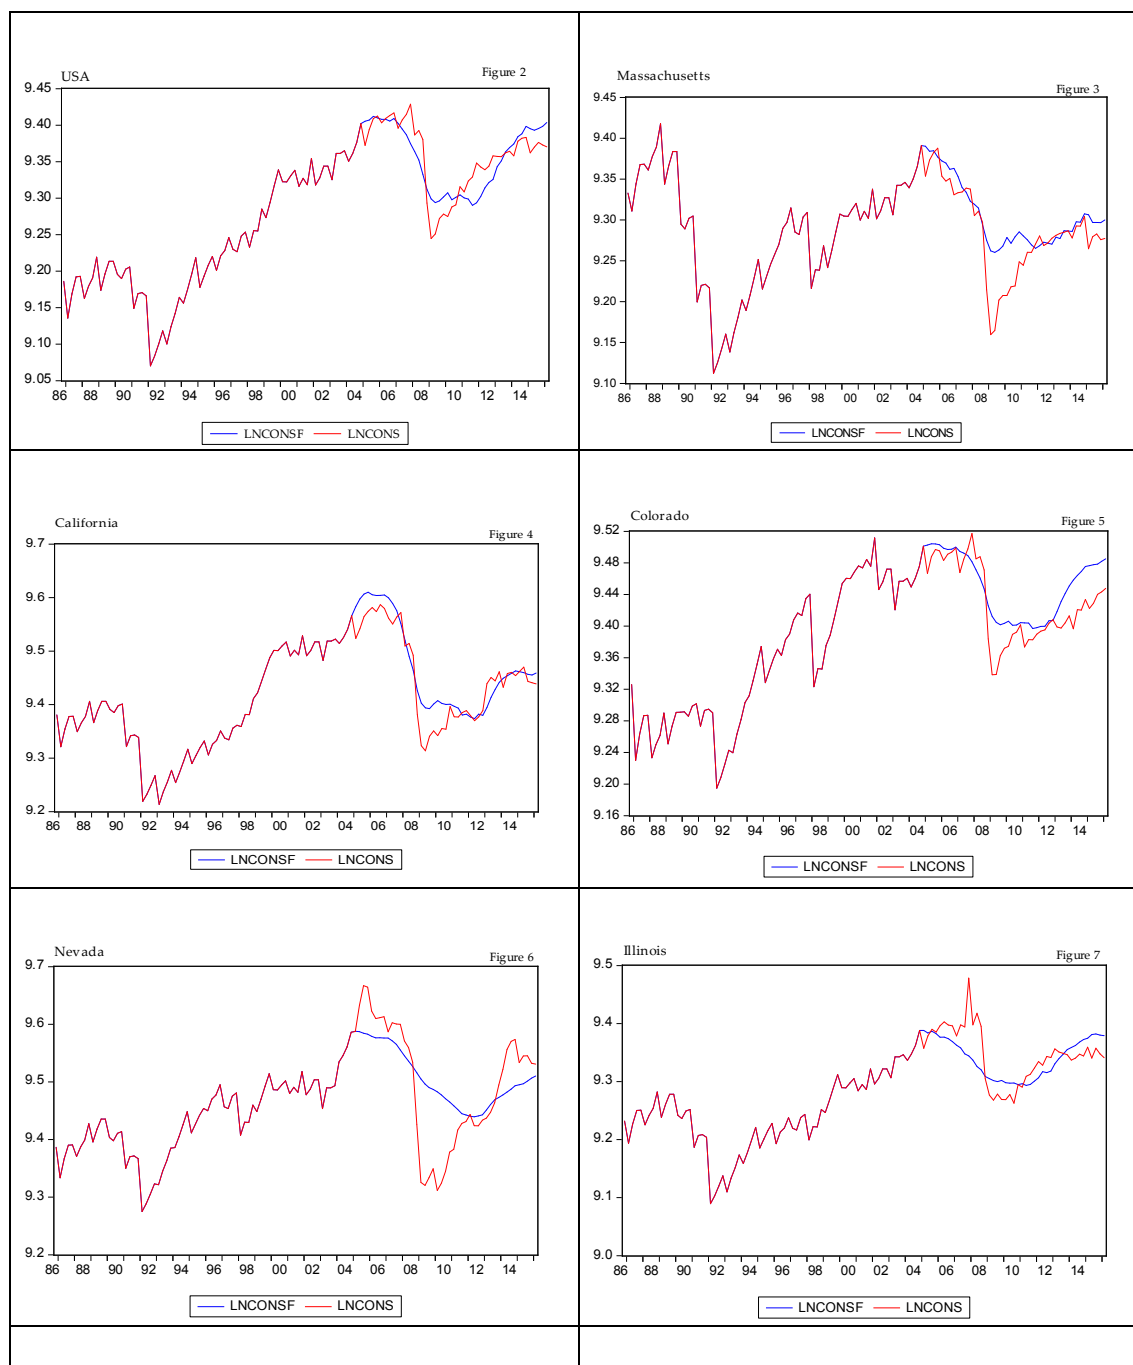 USA
Figure 2
9.45
9.40
9.35
9.30
9.25
9.20
9.15
9.10
9.05
86 88 90 92 94 96 98 00 02 04 06 08 10 12 14
LNCONSF LNCONS
Massachusetts
Figure 3
9.45
9.40
9.35
9.30
9.25
9.20
9.15
9.10
86 88 90 92 94 96 98 00 02 04 06 08 10 12 14
LNCONSF LNCONS
California
Figure 4
9.7
9.6
9.5
9.4
9.3
9.2
86 88 90 92 94 96 98 00 02 04 06 08 10 12 14
LNCONSF LNCONS
Colorado
Figure 5
9.52
9.48
9.44
9.40
9.36
9.32
9.28
9.24
9.20
9.16
86 88 90 92 94 96 98 00 02 04 06 08 10 12 14
LNCONSF LNCONS
Nevada
Figure 6
9.7
9.6
9.5
9.4
9.3
9.2
86 88 90 92 94 96 98 00 02 04 06 08 10 12 14
LNCONSF LNCONS
Illinois
Figure 7
9.5
9.4
9.3
9.2
9.1
9.0
86 88 90 92 94 96 98 00 02 04 06 08 10 12 14
LNCONSF LNCONS